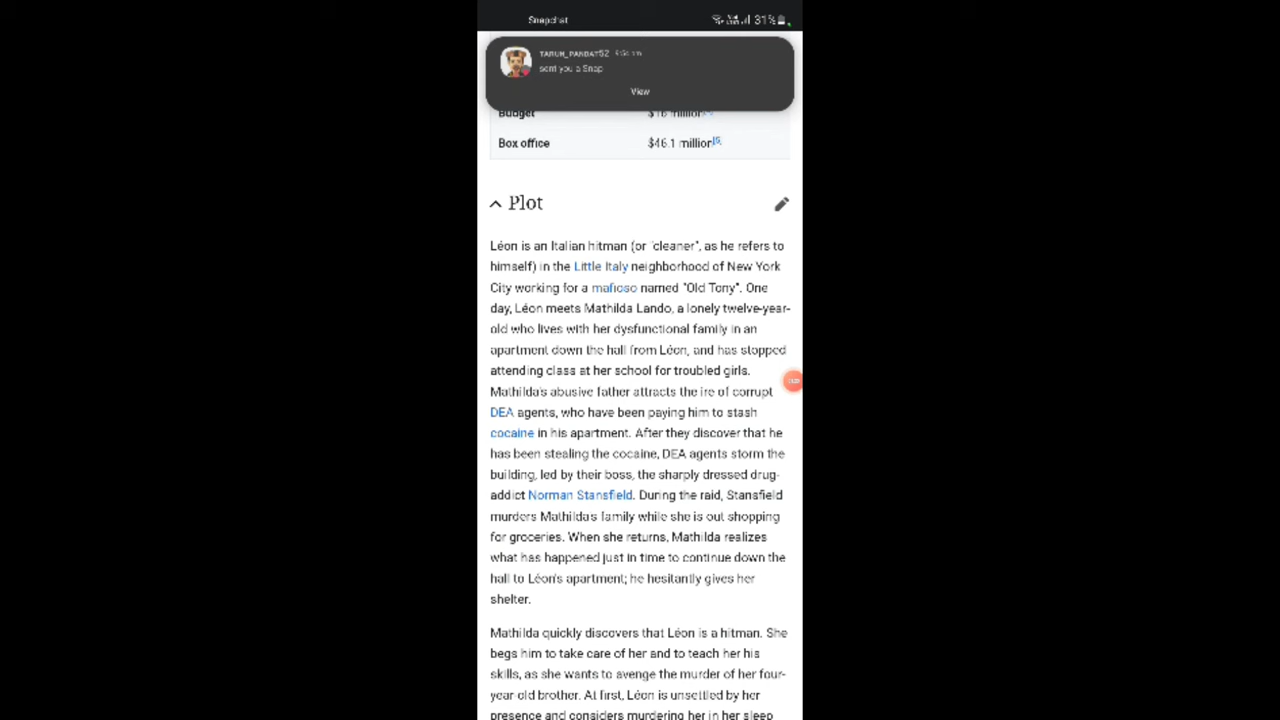 Snapchat
31%
TARUN_PANDAT52
sent you a Snap
View
Budget $16 million
Box office $46.1 million[5]
Plot
Léon is an Italian hitman (or "cleaner", as he refers to
himself) in the Little Italy neighborhood of New York
City working for a mafioso named "Old Tony". One
day, Léon meets Mathilda Lando, a lonely twelve-year-
old who lives with her dysfunctional family in an
apartment down the hall from Léon, and has stopped
attending class at her school for troubled girls.
Mathilda's abusive father attracts the ire of corrupt
DEA agents, who have been paying him to stash
cocaine in his apartment. After they discover that he
has been stealing the cocaine, DEA agents storm the
building, led by their boss, the sharply dressed drug-
addict Norman Stansfield. During the raid, Stansfield
murders Mathilda's family while she is out shopping
for groceries. When she returns, Mathilda realizes
what has happened just in time to continue down the
hall to Léon's apartment; he hesitantly gives her
shelter.
Mathilda quickly discovers that Léon is a hitman. She
begs him to take care of her and to teach her his
skills, as she wants to avenge the murder of her four-
year-old brother. At first, Léon is unsettled by her
presence and considers murdering her in her sleep